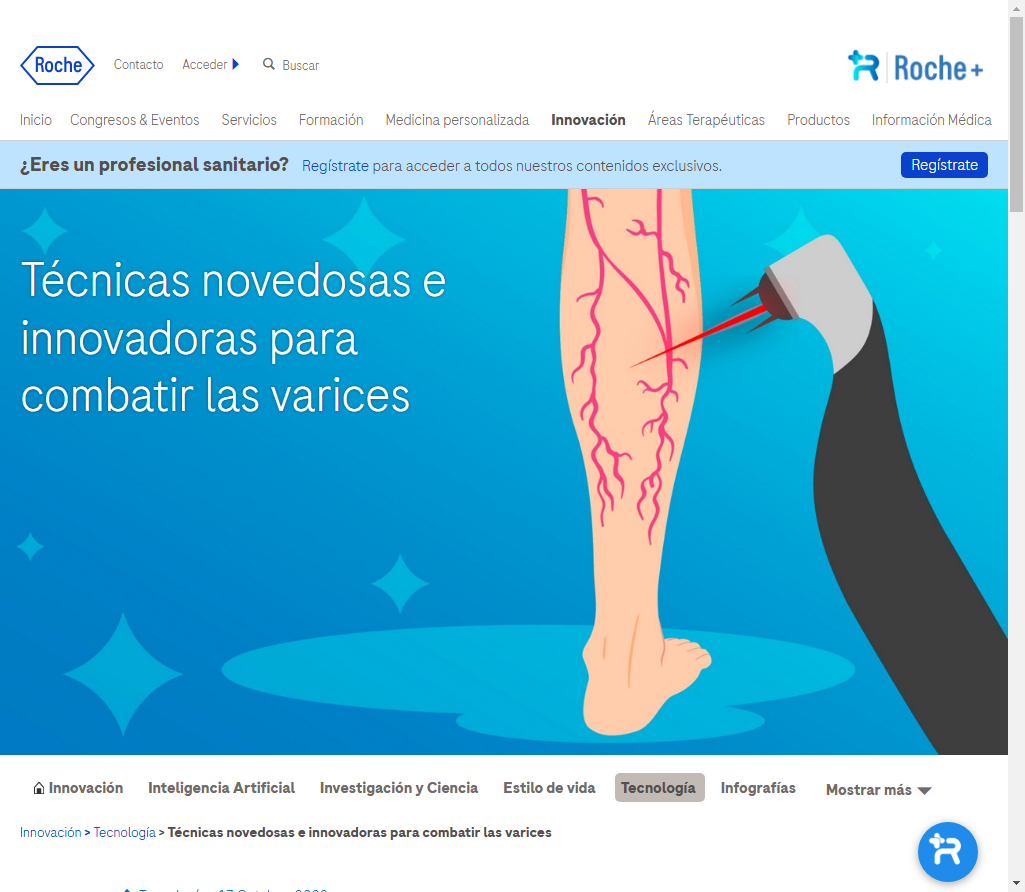 Roche
Contacto
Acceder
Buscar
Roche+
Inicio
Congresos & Eventos
Servicios
Formación
Medicina personalizada
Innovación
Áreas Terapéuticas
Productos
Información Médica
¿Eres un profesional sanitario? Regístrate para acceder a todos nuestros contenidos exclusivos.
Regístrate
Técnicas novedosas e
innovadoras para
combatir las varices
Innovación
Inteligencia Artificial
Investigación y Ciencia
Estilo de vida
Tecnología
Infografías
Mostrar más
Innovación > Tecnología > Técnicas novedosas e innovadoras para combatir las varices